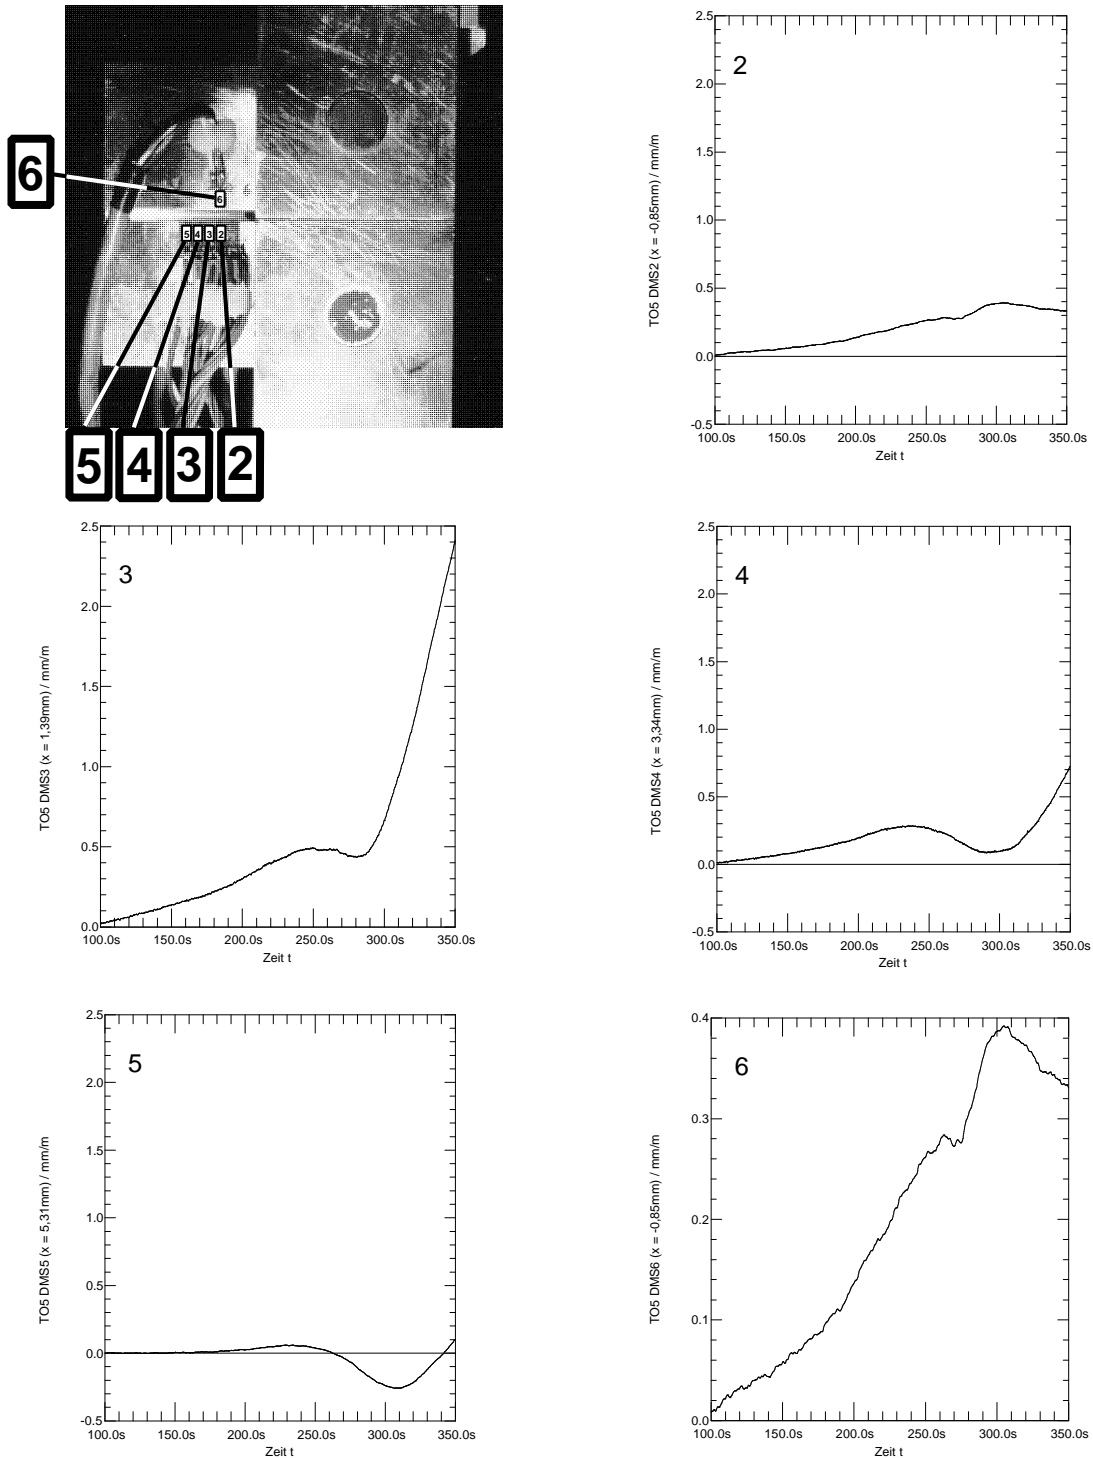 6
6
5 4 3 2
5 4 3 2
2.5
2.0
1.5
1.0
0.5
0.0
-0.5
2
TO5 DMS2 (x = -0,85mm) / mm/m
100.0s 150.0s 200.0s 250.0s 300.0s 350.0s
Zeit t
2.5
2.0
1.5
1.0
0.5
0.0
3
TO5 DMS3 (x = 1,39mm) / mm/m
100.0s 150.0s 200.0s 250.0s 300.0s 350.0s
Zeit t
2.5
2.0
1.5
1.0
0.5
0.0
-0.5
4
TO5 DMS4 (x = 3,34mm) / mm/m
100.0s 150.0s 200.0s 250.0s 300.0s 350.0s
Zeit t
2.5
2.0
1.5
1.0
0.5
0.0
-0.5
5
TO5 DMS5 (x = 5,31mm) / mm/m
100.0s 150.0s 200.0s 250.0s 300.0s 350.0s
Zeit t
0.4
0.3
0.2
0.1
0.0
6
TO5 DMS6 (x = -0,85mm) / mm/m
100.0s 150.0s 200.0s 250.0s 300.0s 350.0s
Zeit t